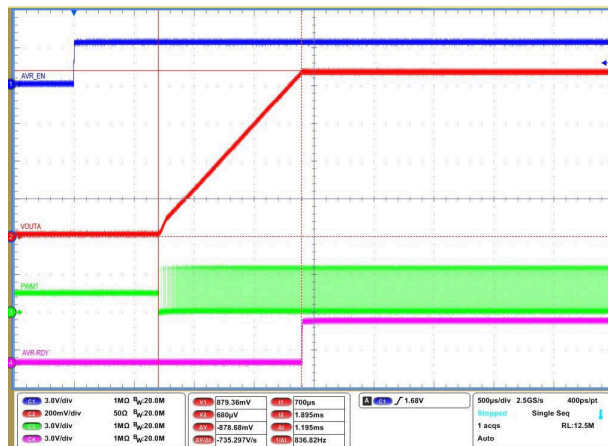 1 AVR_EN
VOUTA
2
PWM1
3
AVR-RDY
4
C1 3.0V/div 1MΩ BW:20.0M
C2 200mV/div 50Ω BW:20.0M
C3 3.0V/div 1MΩ BW:20.0M
C4 3.0V/div 1MΩ BW:20.0M
V1 879.36mV
V2 680μV
ΔV -878.68mV
ΔV/Δt -735.297V/s
t1 700μs
t2 1.895ms
Δt 1.195ms
1/Δt 836.82Hz
A C1 1.68V
500μs/div 2.5GS/s 400ps/pt
Stopped Single Seq
1 acqs RL:12.5M
Auto